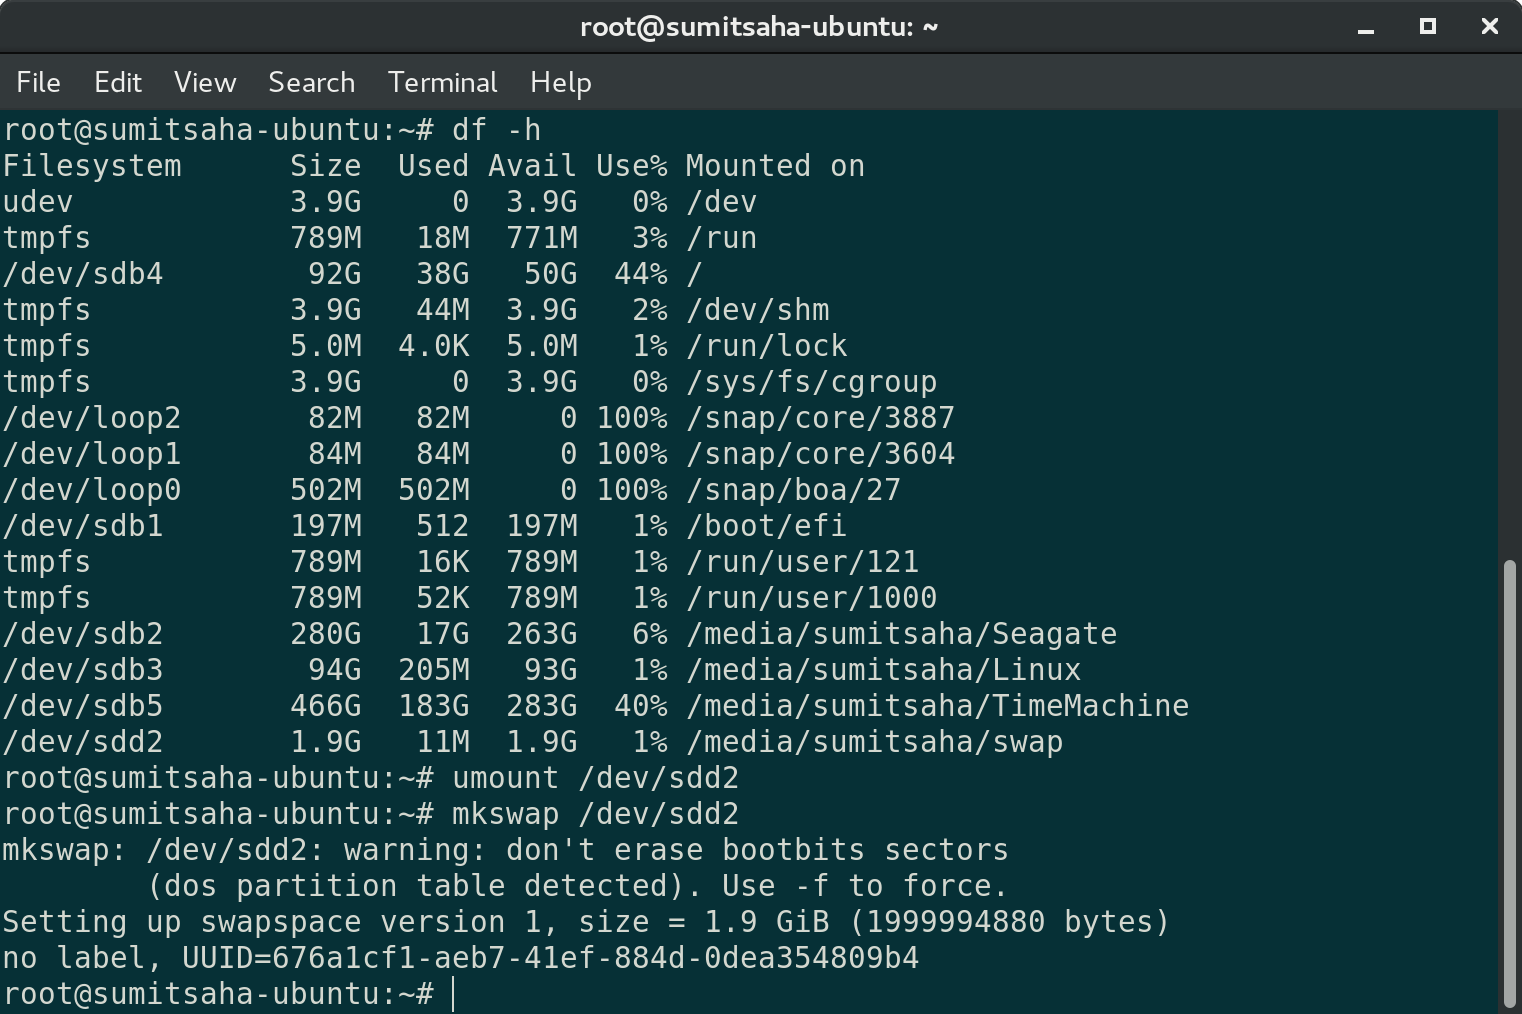 root@sumitsaha-ubuntu: ~
File Edit View Search Terminal Help
root@sumitsaha-ubuntu:~# df -h
Filesystem      Size  Used Avail Use% Mounted on
udev            3.9G     0  3.9G   0% /dev
tmpfs           789M   18M  771M   3% /run
/dev/sdb4        92G   38G   50G  44% /
tmpfs           3.9G   44M  3.9G   2% /dev/shm
tmpfs           5.0M  4.0K  5.0M   1% /run/lock
tmpfs           3.9G     0  3.9G   0% /sys/fs/cgroup
/dev/loop2       82M   82M     0 100% /snap/core/3887
/dev/loop1       84M   84M     0 100% /snap/core/3604
/dev/loop0      502M  502M     0 100% /snap/boa/27
/dev/sdb1       197M   512  197M   1% /boot/efi
tmpfs           789M   16K  789M   1% /run/user/121
tmpfs           789M   52K  789M   1% /run/user/1000
/dev/sdb2       280G   17G  263G   6% /media/sumitsaha/Seagate
/dev/sdb3        94G  205M   93G   1% /media/sumitsaha/Linux
/dev/sdb5       466G  183G  283G  40% /media/sumitsaha/TimeMachine
/dev/sdd2       1.9G   11M  1.9G   1% /media/sumitsaha/swap
root@sumitsaha-ubuntu:~# umount /dev/sdd2
root@sumitsaha-ubuntu:~# mkswap /dev/sdd2
mkswap: /dev/sdd2: warning: don't erase bootbits sectors
        (dos partition table detected). Use -f to force.
Setting up swapspace version 1, size = 1.9 GiB (1999994880 bytes)
no label, UUID=676a1cf1-aeb7-41ef-884d-0dea354809b4
root@sumitsaha-ubuntu:~#